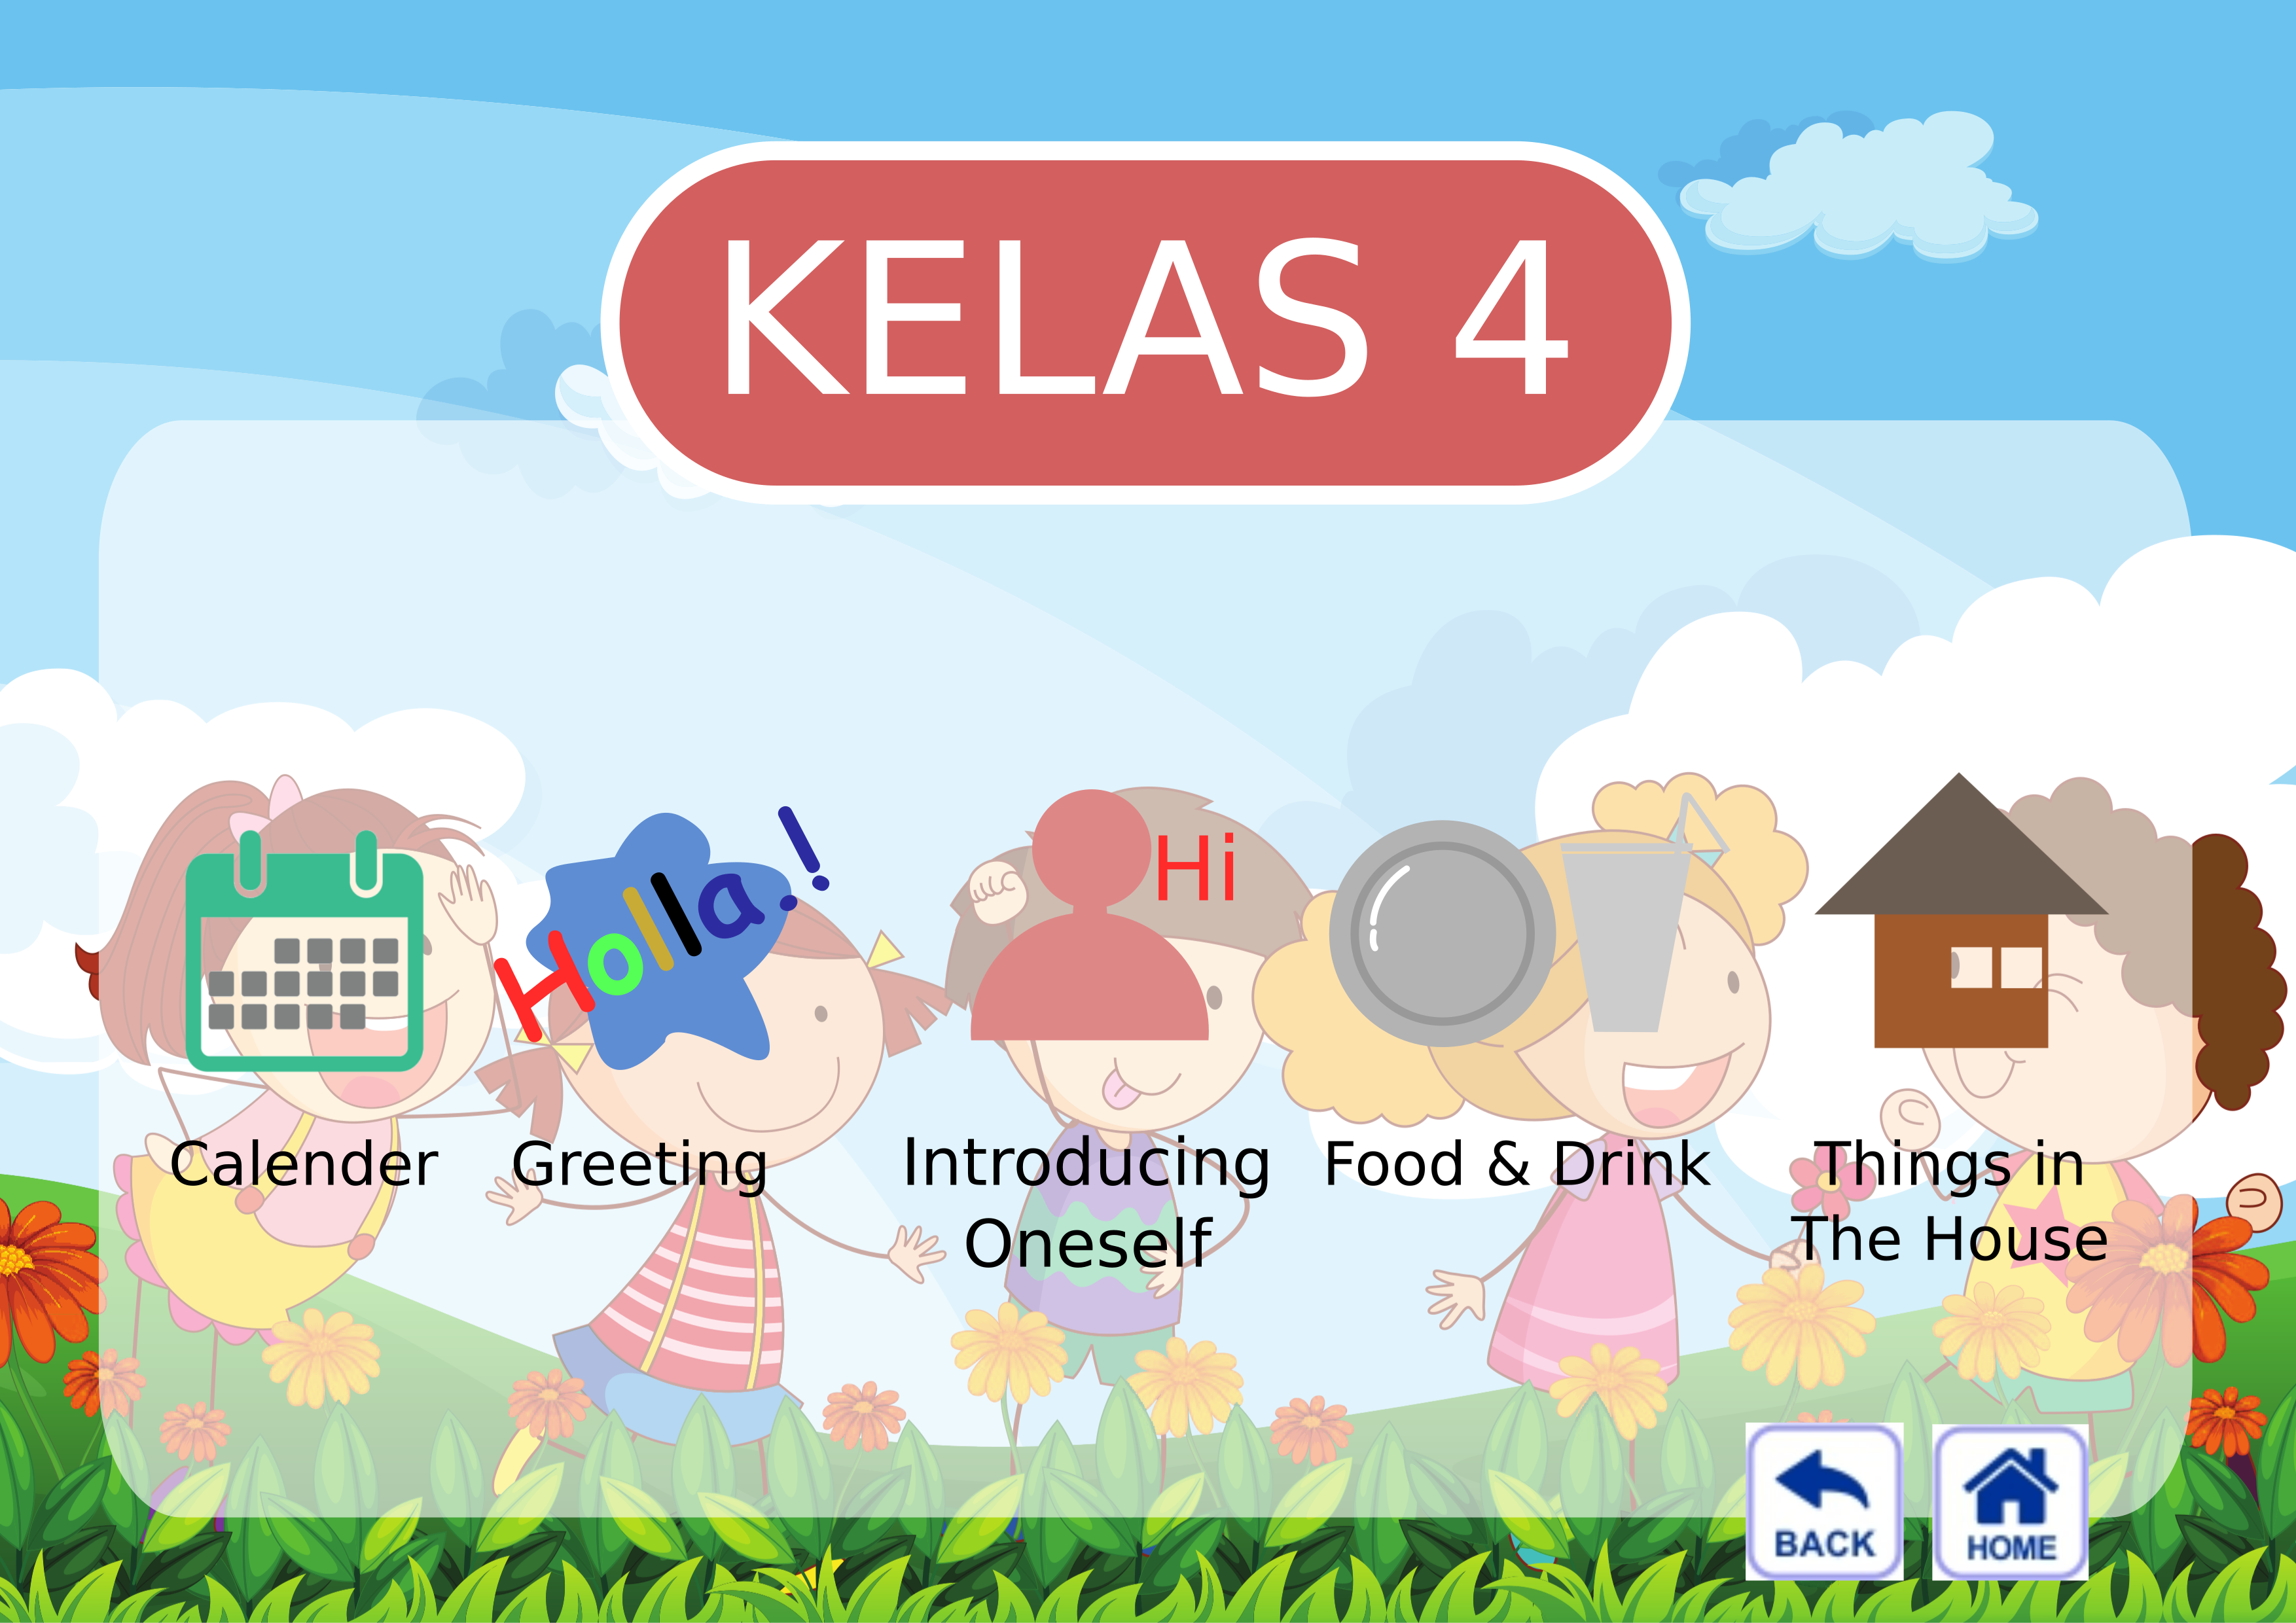 KELAS 4
Holla,!
Hi
Calender
Greeting
Introducing
Oneself
Food & Drink
Things in
The House
BACK
HOME